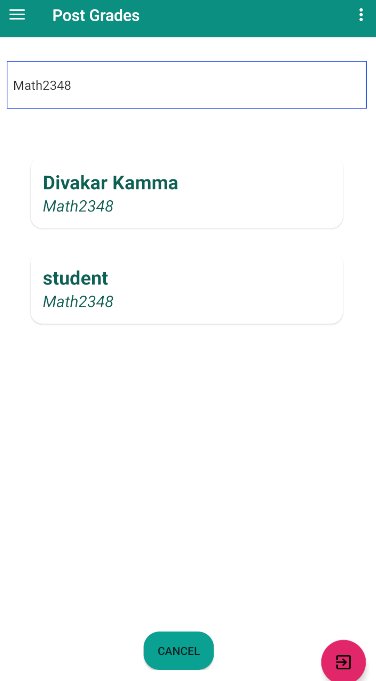 Post Grades
Math2348
Divakar Kamma
Math2348
student
Math2348
CANCEL